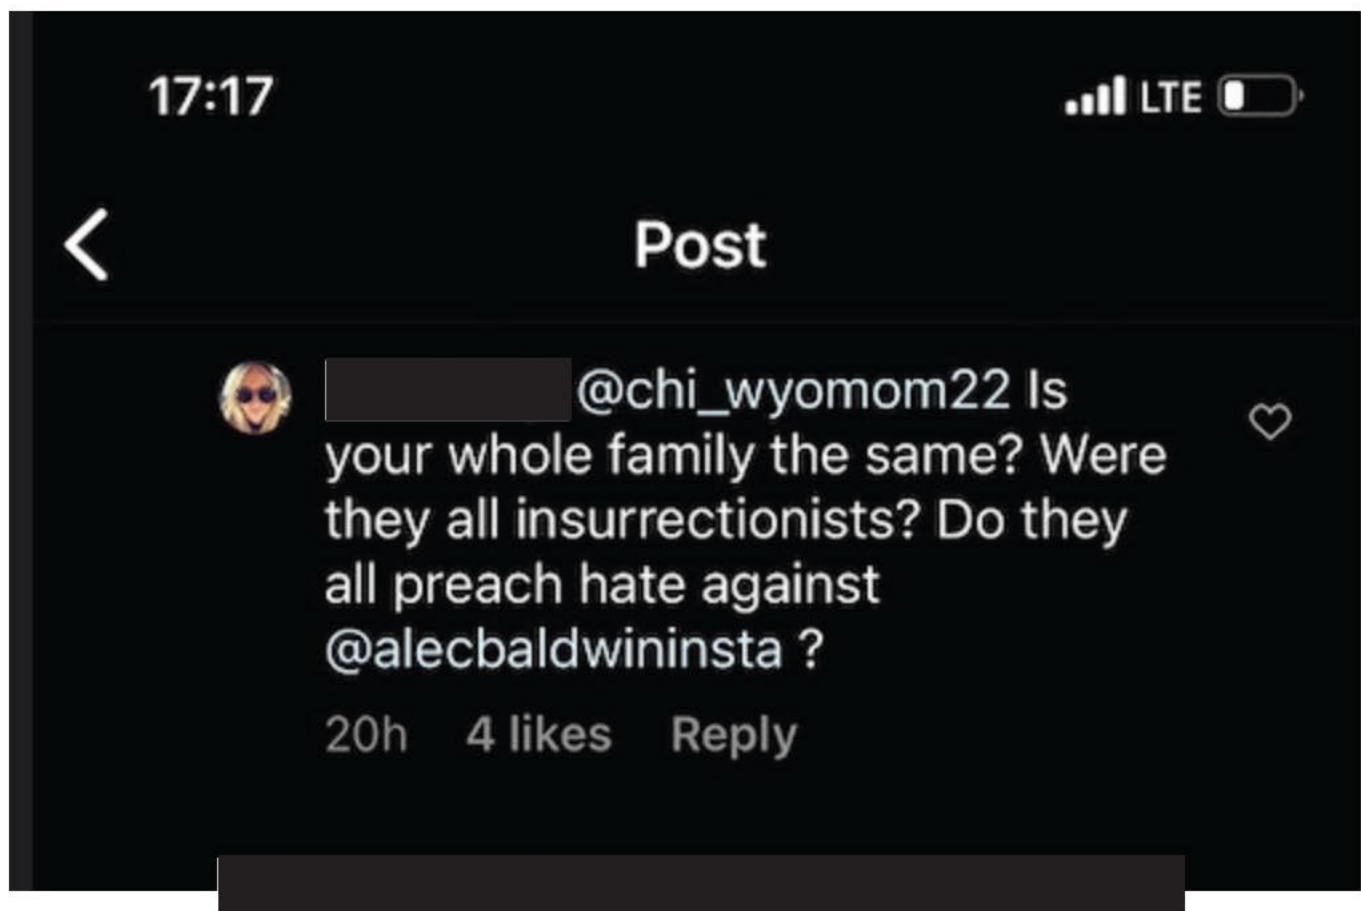 17:17 LTE
Post
@chi_wyomom22 Is
your whole family the same? Were
they all insurrectionists? Do they
all preach hate against
@alecbaldwininsta ?
20h 4 likes Reply